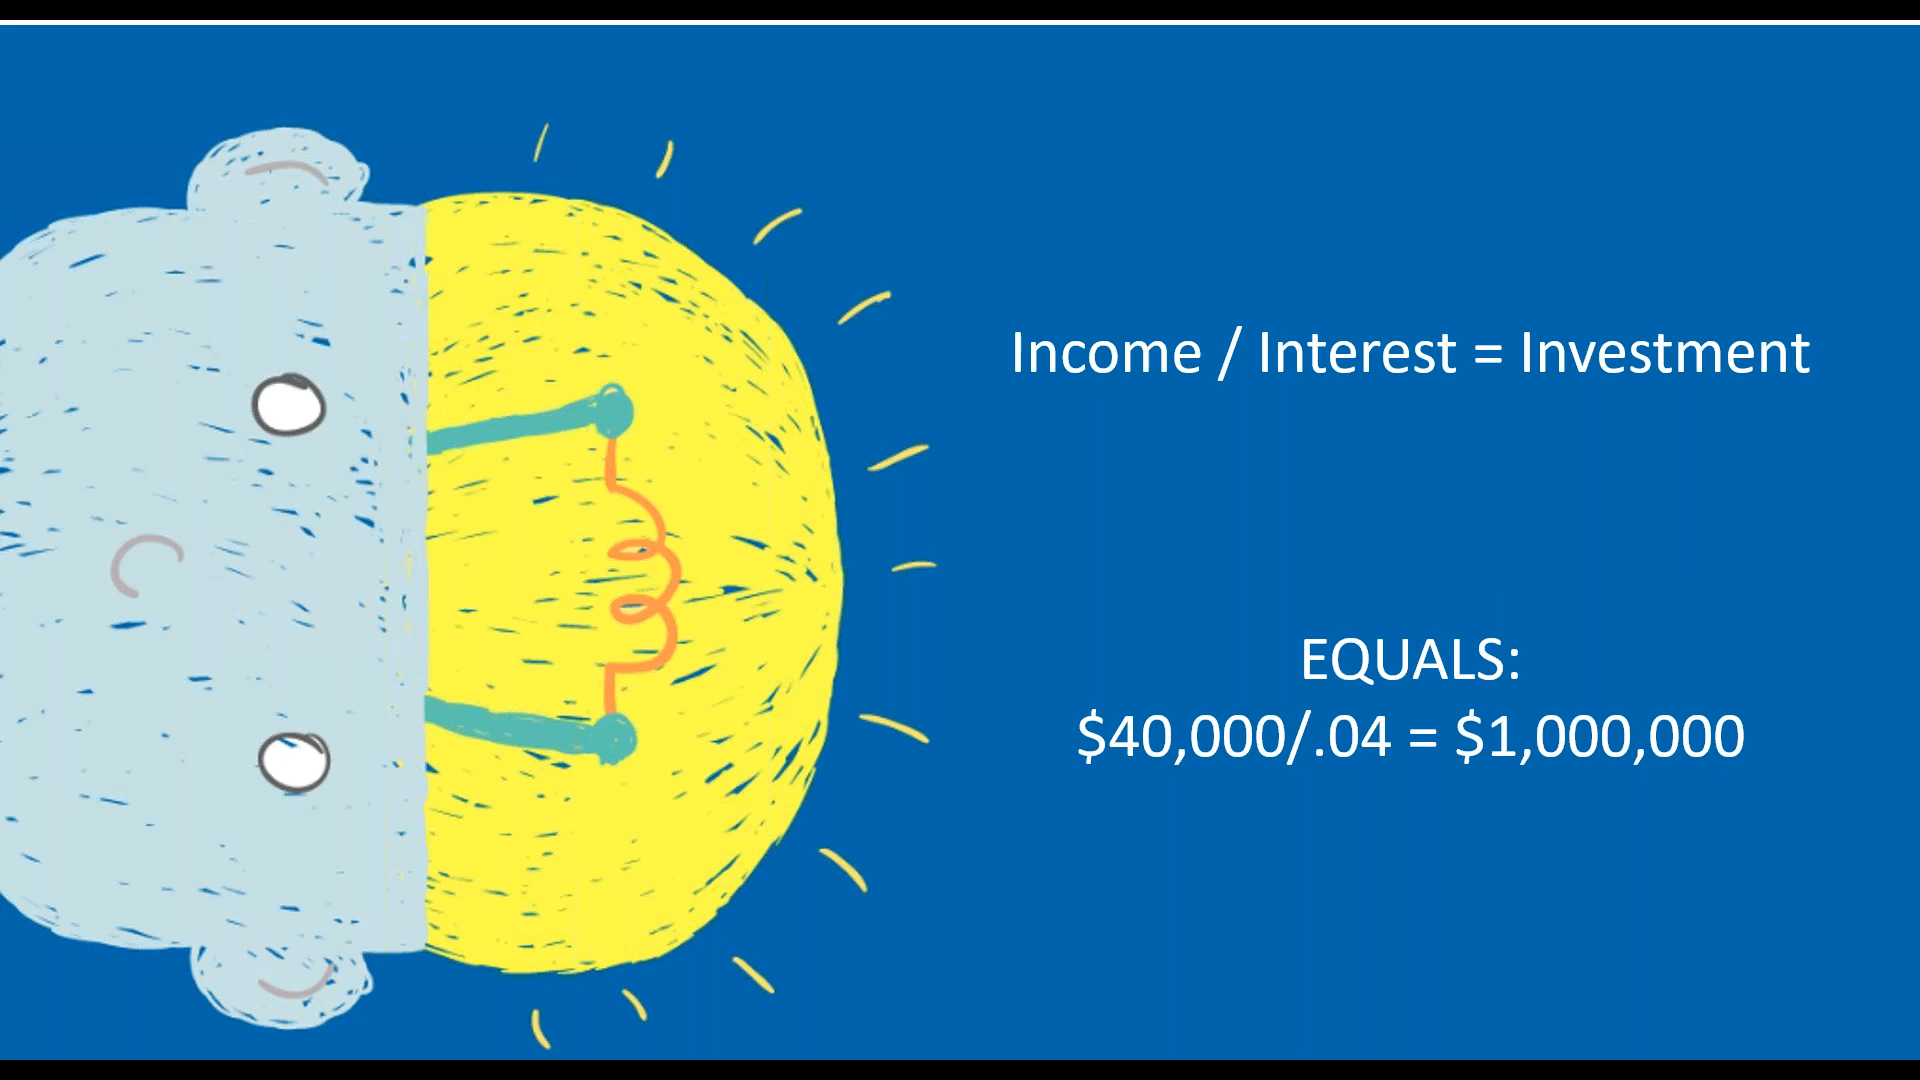 Income / Interest = Investment
EQUALS:
$40,000/.04 = $1,000,000